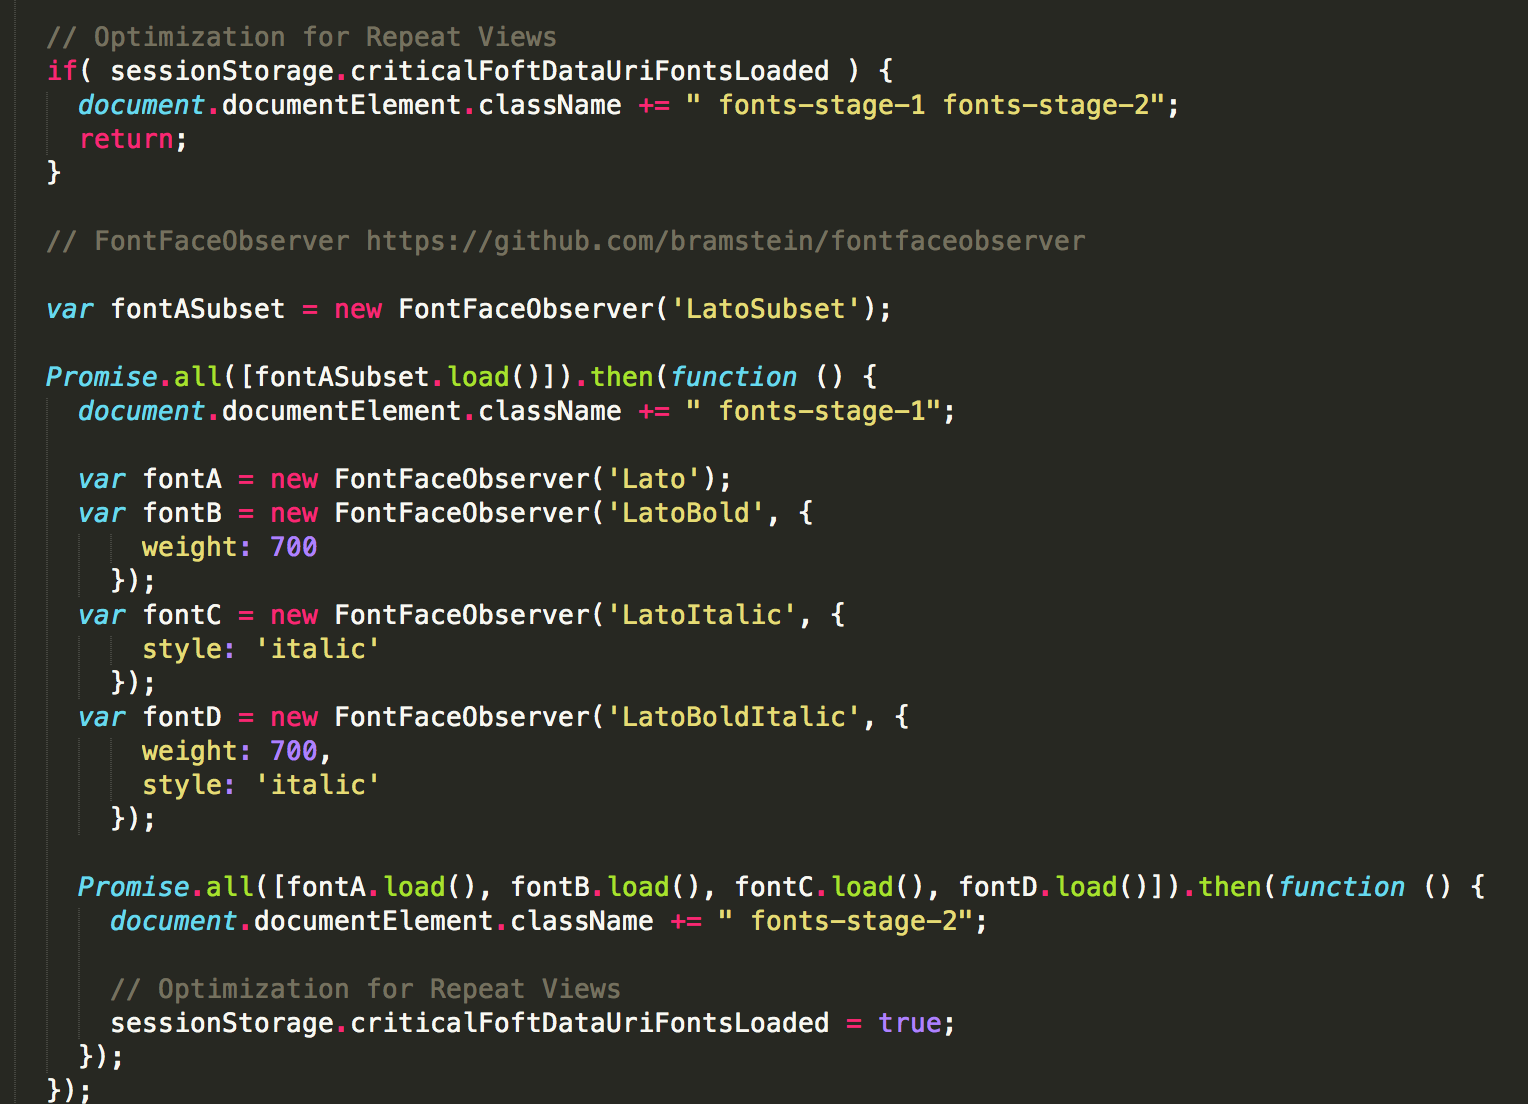 // Optimization for Repeat Views
if( sessionStorage.criticalFoftDataUriFontsLoaded ) {
  document.documentElement.className += " fonts-stage-1 fonts-stage-2";
  return;
}

// FontFaceObserver https://github.com/bramstein/fontfaceobserver

var fontASubset = new FontFaceObserver('LatoSubset');

Promise.all([fontASubset.load()]).then(function () {
  document.documentElement.className += " fonts-stage-1";

  var fontA = new FontFaceObserver('Lato');
  var fontB = new FontFaceObserver('LatoBold', {
      weight: 700
    });
  var fontC = new FontFaceObserver('LatoItalic', {
      style: 'italic'
    });
  var fontD = new FontFaceObserver('LatoBoldItalic', {
      weight: 700,
      style: 'italic'
    });

  Promise.all([fontA.load(), fontB.load(), fontC.load(), fontD.load()]).then(function () {
    document.documentElement.className += " fonts-stage-2";

    // Optimization for Repeat Views
    sessionStorage.criticalFoftDataUriFontsLoaded = true;
  });
});